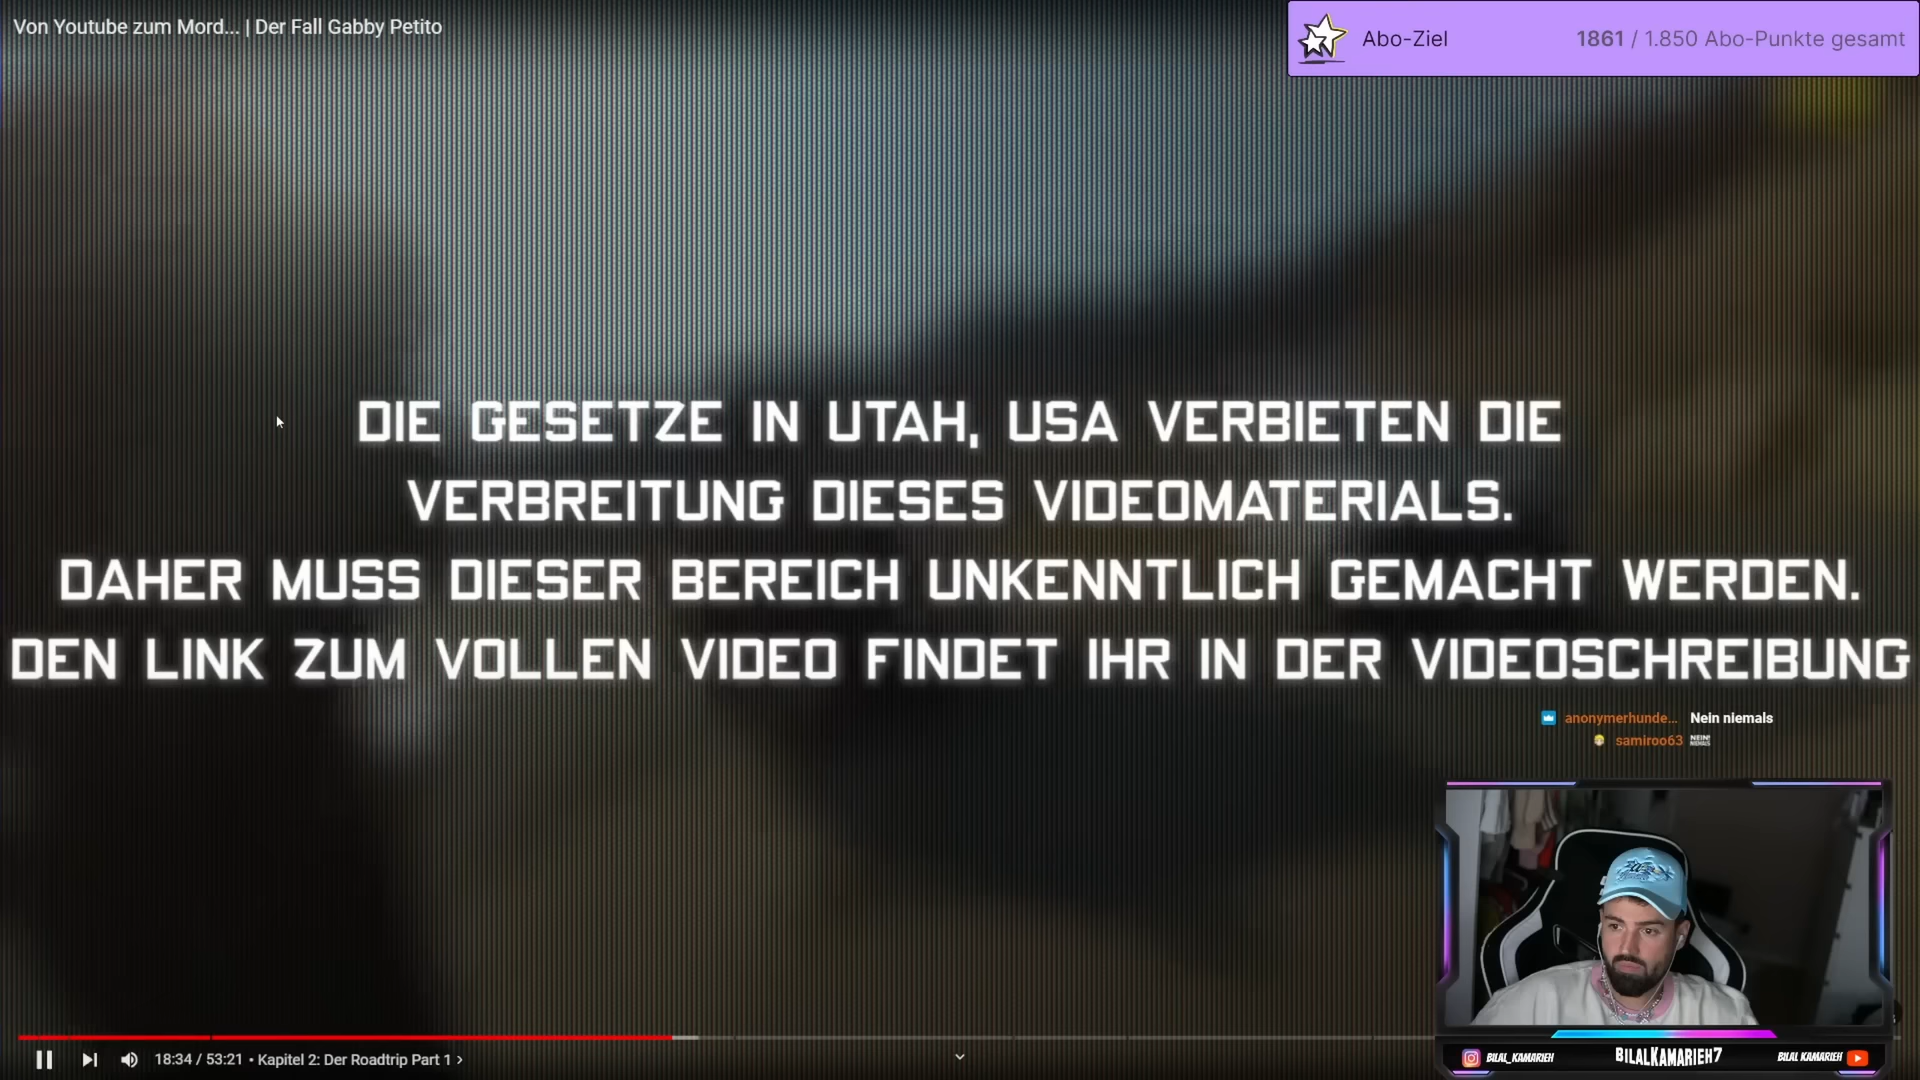 Von Youtube zum Mord... | Der Fall Gabby Petito
Abo-Ziel 1861 / 1.850 Abo-Punkte gesamt
DIE GESETZE IN UTAH, USA VERBIETEN DIE
VERBREITUNG DIESES VIDEOMATERIALS.
DAHER MUSS DIESER BEREICH UNKENNTLICH GEMACHT WERDEN.
DEN LINK ZUM VOLLEN VIDEO FINDET IHR IN DER VIDEOSCHREIBUNG
anonymerhunde... Nein niemals
samiroo63 NEIN! NIEMALS
18:34 / 53:21 • Kapitel 2: Der Roadtrip Part 1 ›
BILAL_KAMARIEH BILALKAMARIEH7 BILAL KAMARIEH